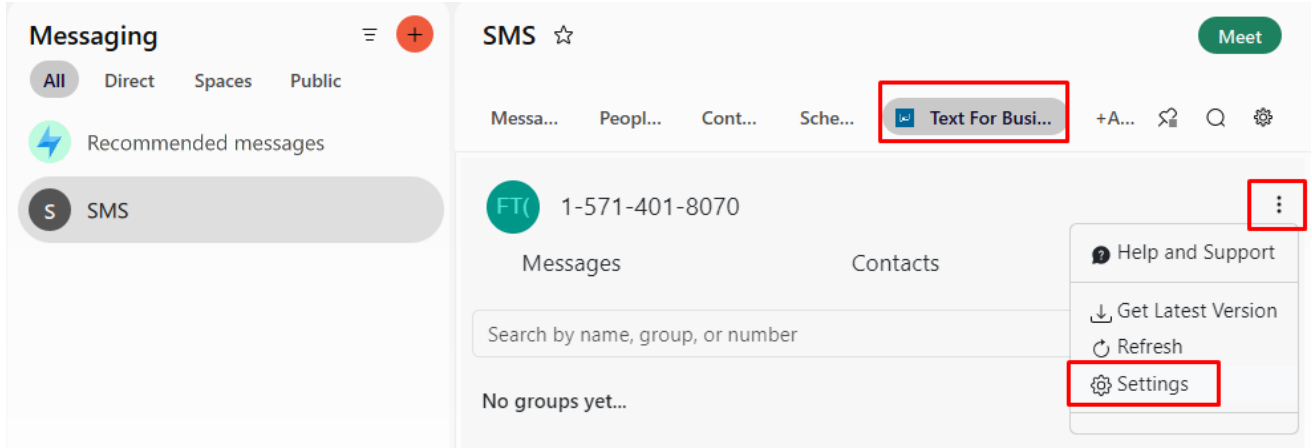 Messaging
All Direct Spaces Public
Recommended messages
S SMS
SMS
Meet
Messa... Peopl... Cont... Sche... Text For Busi... +A...
FT( 1-571-401-8070
Messages Contacts
Search by name, group, or number
No groups yet...
Help and Support
Get Latest Version
Refresh
Settings